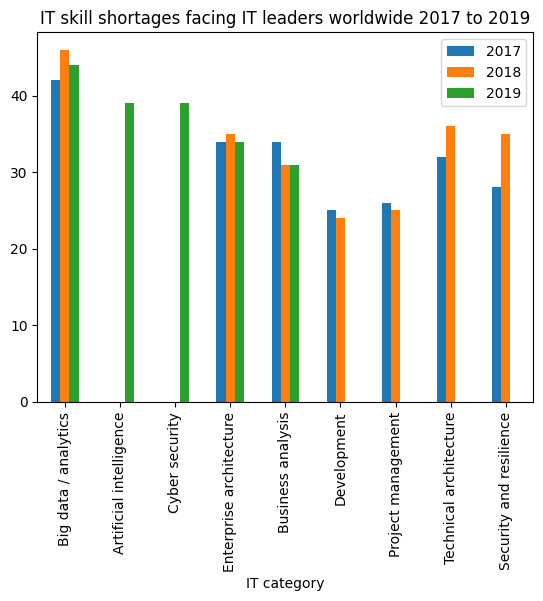 IT skill shortages facing IT leaders worldwide 2017 to 2019
2017
2018
2019
40
30
20
10
0
Big data / analytics
Artificial intelligence
Cyber security
Enterprise architecture
Business analysis
Development
Project management
Technical architecture
Security and resilience
IT category